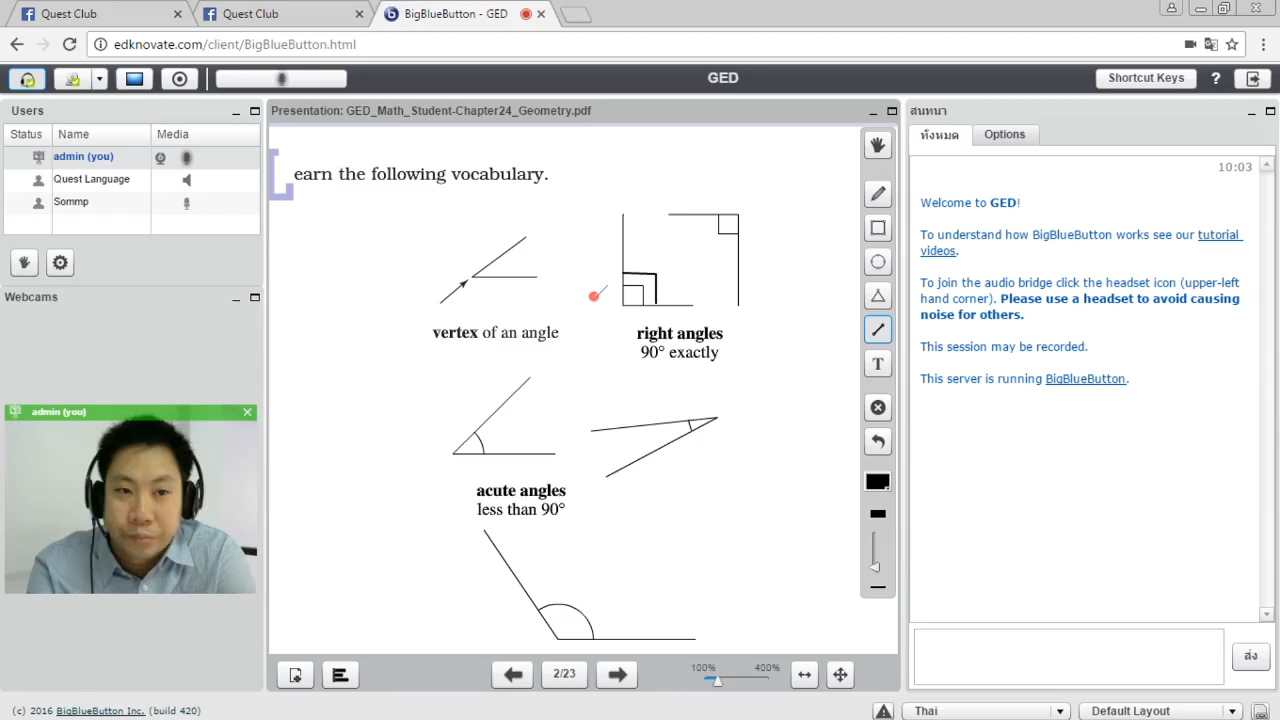 Quest Club
Quest Club
BigBlueButton - GED
edknovate.com/client/BigBlueButton.html
GED
Shortcut Keys
?
Users
Status Name Media
admin (you)
Quest Language
Sommp
Webcams
admin (you)
Presentation: GED_Math_Student-Chapter24_Geometry.pdf
Learn the following vocabulary.
vertex of an angle
right angles
90° exactly
acute angles
less than 90°
T
2/23
100% 400%
สนทนา
ทั้งหมด Options
10:03
Welcome to GED!
To understand how BigBlueButton works see our tutorial
videos.
To join the audio bridge click the headset icon (upper-left
hand corner). Please use a headset to avoid causing
noise for others.
This session may be recorded.
This server is running BigBlueButton.
ส่ง
(c) 2016 BigBlueButton Inc. (build 420)
Thai
Default Layout